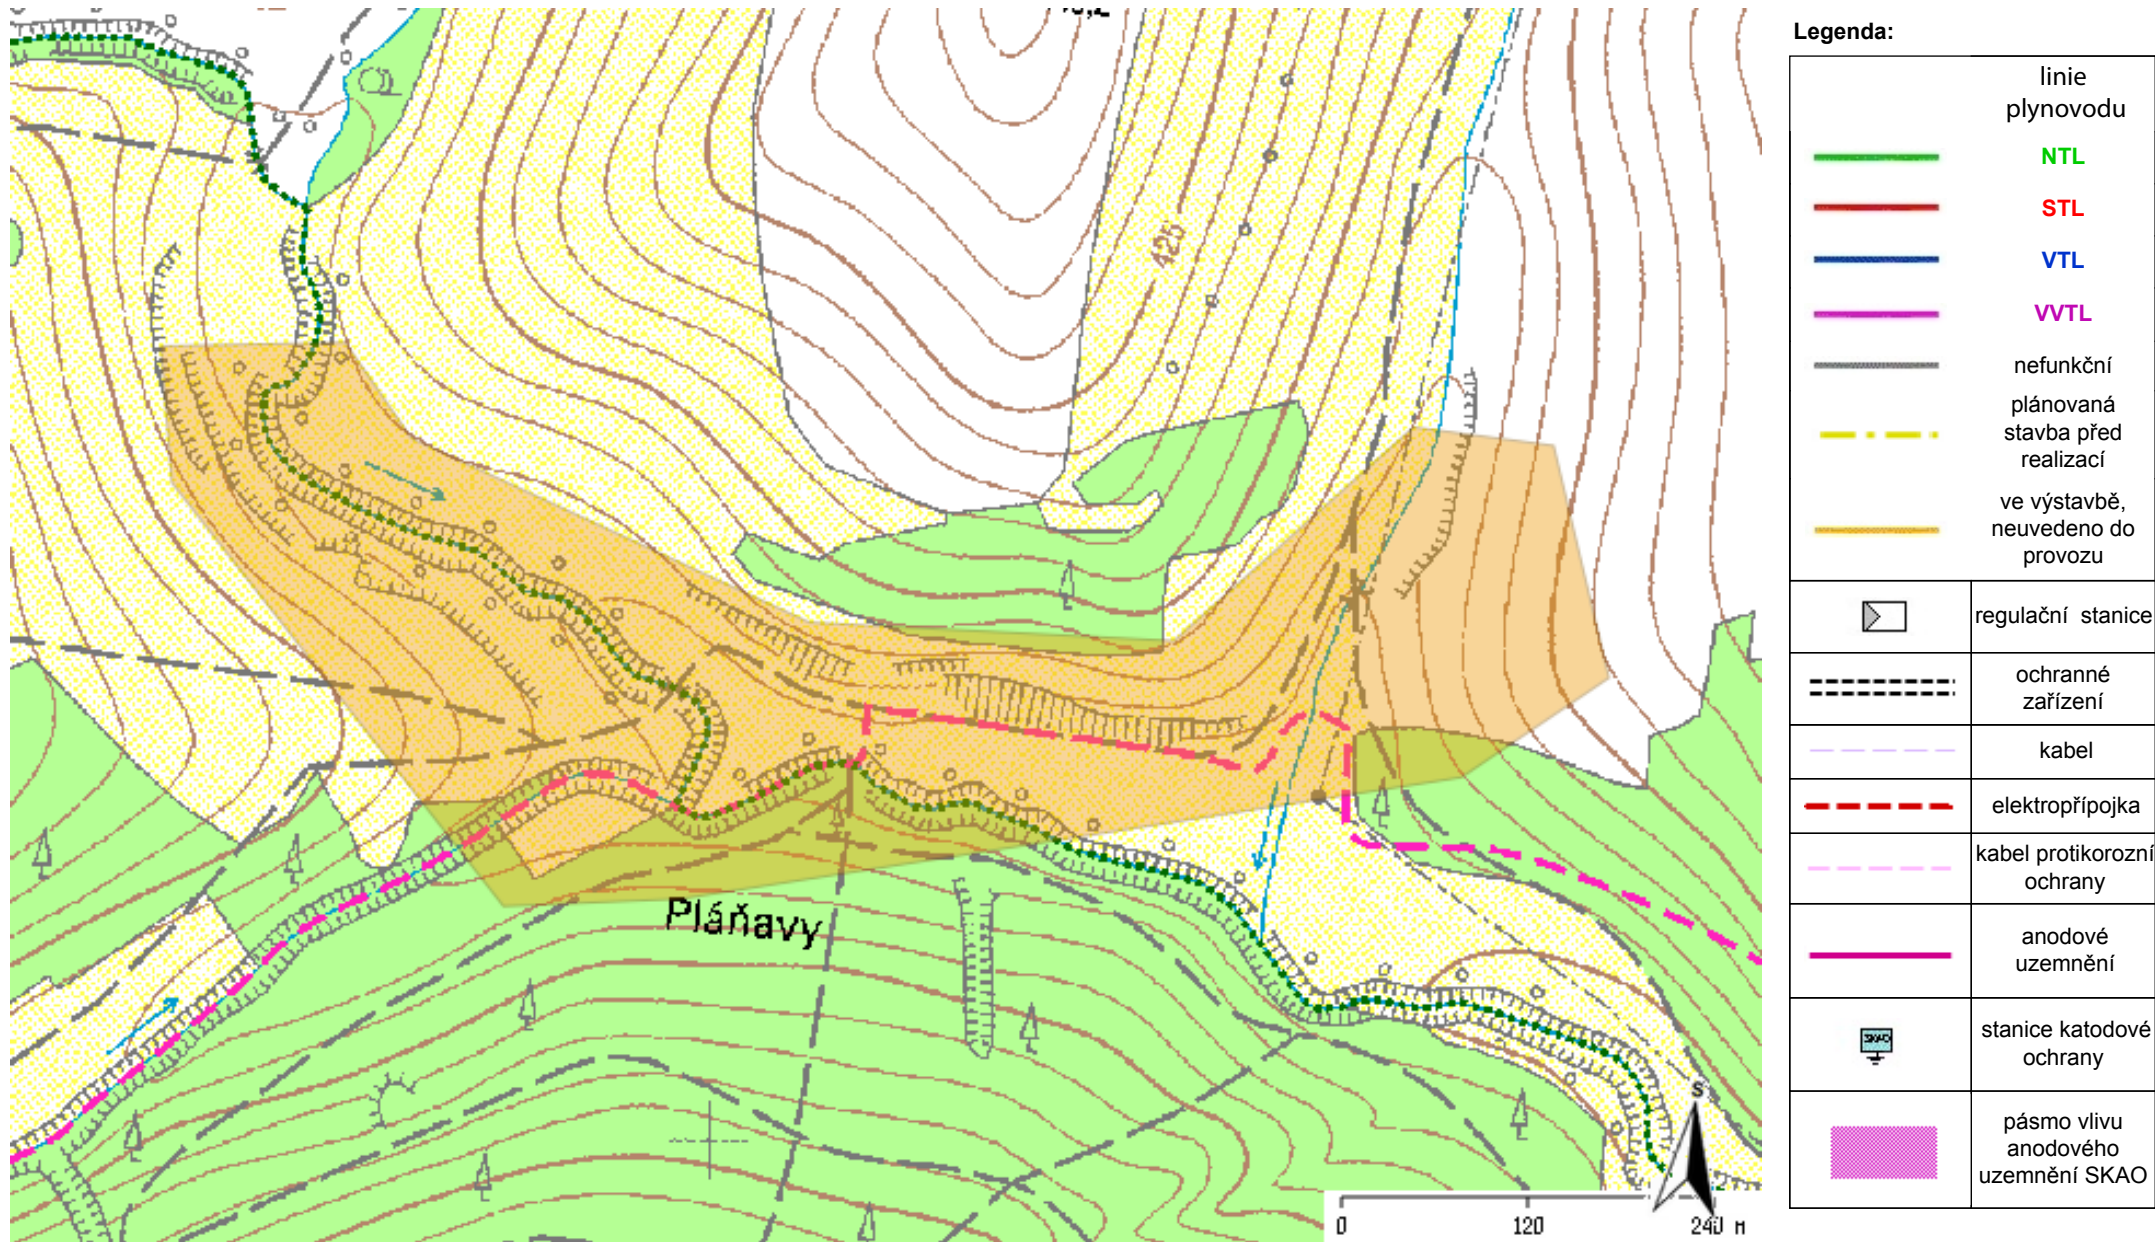 425
Pláňavy
S
0 120 240 M
Legenda:
linie
plynovodu
NTL
STL
VTL
VVTL
nefunkční
plánovaná
stavba před
realizací
ve výstavbě,
neuvedeno do
provozu
regulační stanice
ochranné
zařízení
kabel
elektropřípojka
kabel protikorozní
ochrany
anodové
uzemnění
SKAO
stanice katodové
ochrany
pásmo vlivu
anodového
uzemnění SKAO